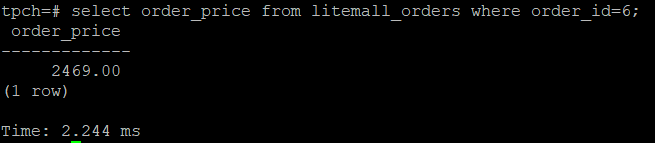 tpch=# select order_price from litemall_orders where order_id=6;
order_price
-------------
2469.00
(1 row)
Time: 2.244 ms